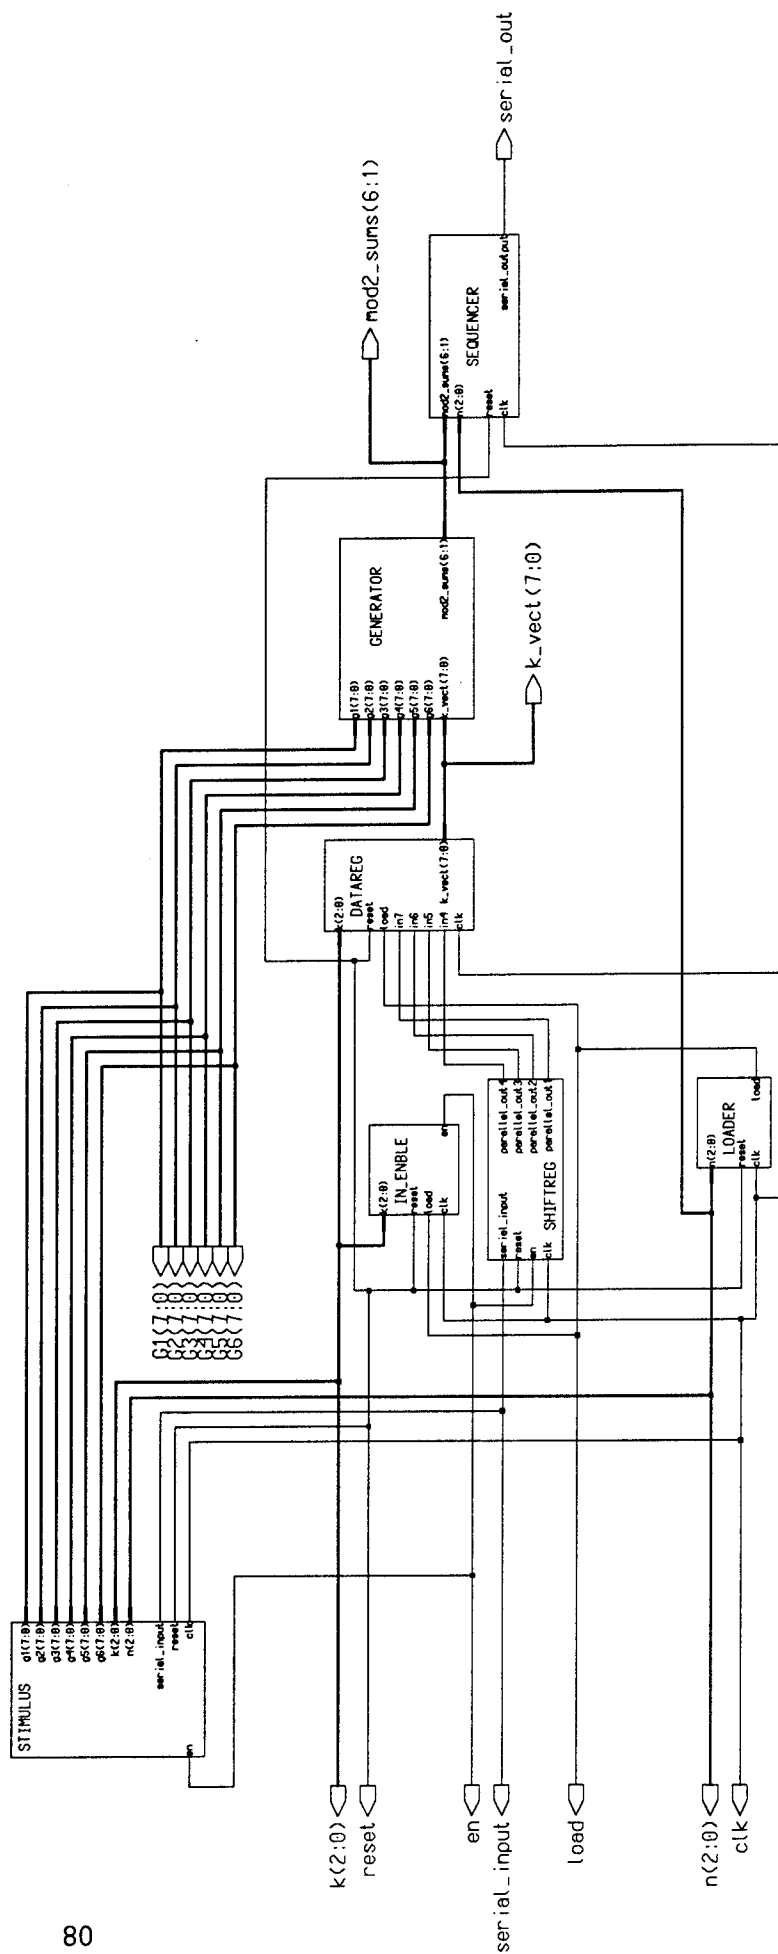 80
STIMULUS
g1(7:0)
g2(7:0)
g3(7:0)
g4(7:0)
g5(7:0)
g6(7:0)
k(2:0)
n(2:0)
serial_input
reset
clk
en
k(2:0)
reset
en
serial_input
load
n(2:0)
clk
G1(7:0)
G2(7:0)
G3(7:0)
G4(7:0)
G5(7:0)
G6(7:0)
IN_ENBLE
k(2:0)
reset
load
clk
en
SHIFTREG
serial_input
reset
en
clk
parallel_out4
parallel_out3
parallel_out2
parallel_out1
LOADER
n(2:0)
reset
clk
load
DATAREG
k(2:0)
reset
load
in7
in6
in5
in4
clk
k_vect(7:0)
GENERATOR
g1(7:0)
g2(7:0)
g3(7:0)
g4(7:0)
g5(7:0)
g6(7:0)
k_vect(7:0)
mod2_sums(6:1)
k_vect(7:0)
mod2_sums(6:1)
SEQUENCER
mod2_sums(6:1)
n(2:0)
reset
clk
serial_output
serial_out